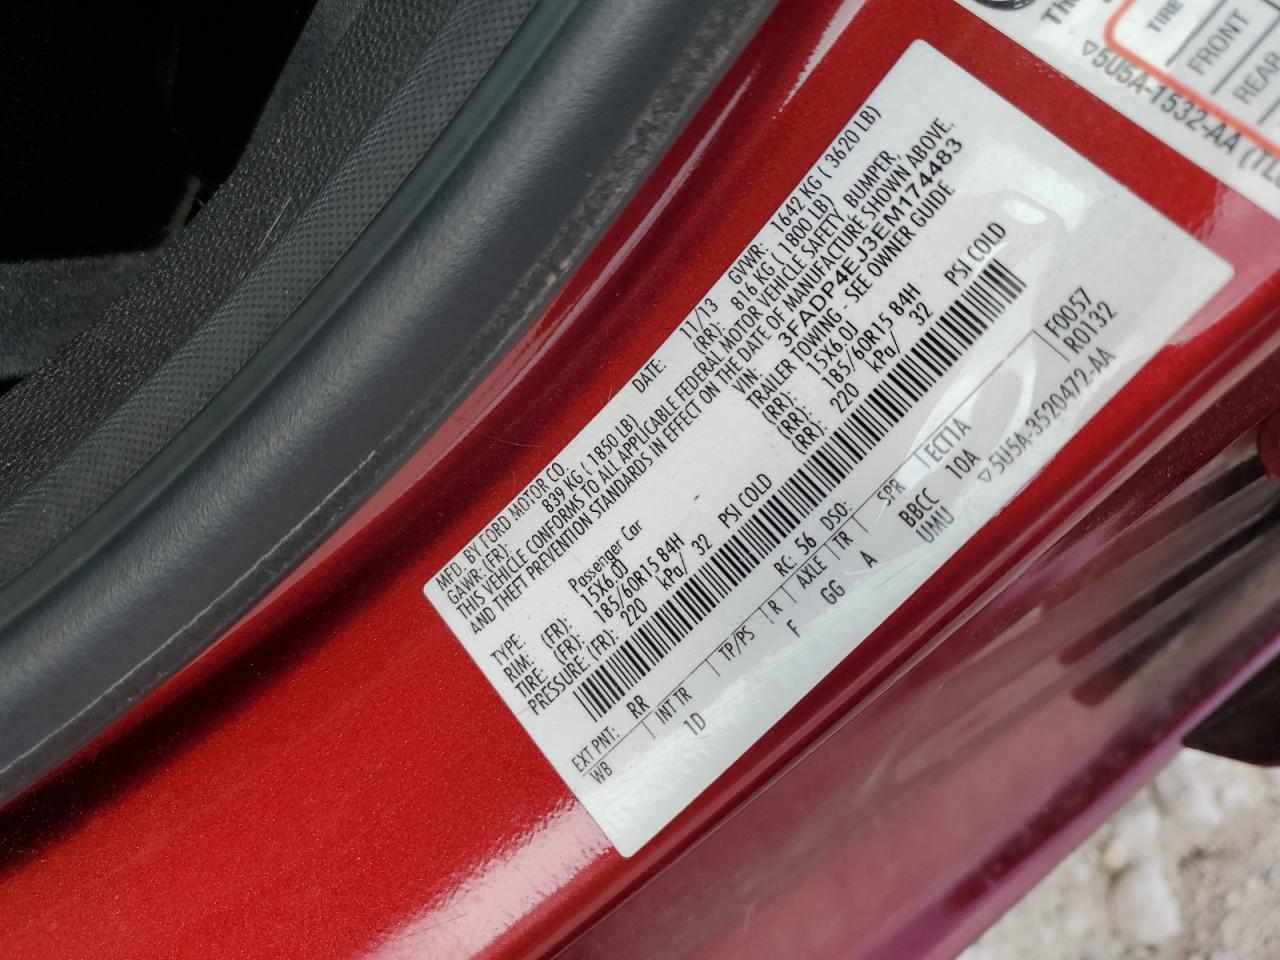 TIRE
FRONT
REAR
▽5U5A-1532-AA
MFD. BY FORD MOTOR CO.
DATE: 11/13 GVWR: 1642 KG ( 3620 LB)
GAWR: (FR): 839 KG ( 1850 LB) (RR): 816 KG ( 1800 LB)
THIS VEHICLE CONFORMS TO ALL APPLICABLE FEDERAL MOTOR VEHICLE SAFETY, BUMPER,
AND THEFT PREVENTION STANDARDS IN EFFECT ON THE DATE OF MANUFACTURE SHOWN ABOVE.
VIN: 3FADP4EJ3EM174483
TYPE: Passenger Car TRAILER TOWING - SEE OWNER GUIDE
RIM: (FR): 15X6.0J (RR): 15X6.0J
TIRE: (FR): 185/60R15 84H (RR): 185/60R15 84H
PRESSURE: (FR): 220 kPa/ 32 PSI COLD (RR): 220 kPa/ 32 PSI COLD
EXT PNT: RR RC: 56 DSO: F0057
WB INT TR TP/PS R AXLE TR SPR TECT1A R0132
1D F GG A BBCC 10A
UMU ▽5U5A-3520472-AA